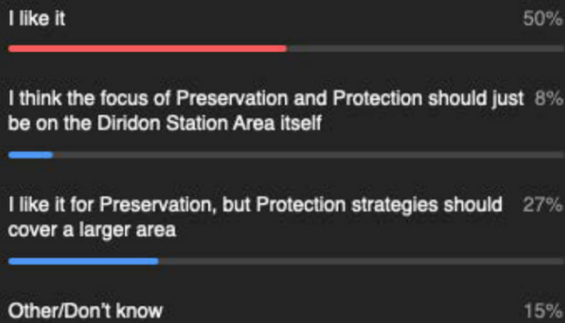 I like it 50%
I think the focus of Preservation and Protection should just 8%
be on the Diridon Station Area itself
I like it for Preservation, but Protection strategies should 27%
cover a larger area
Other/Don't know 15%